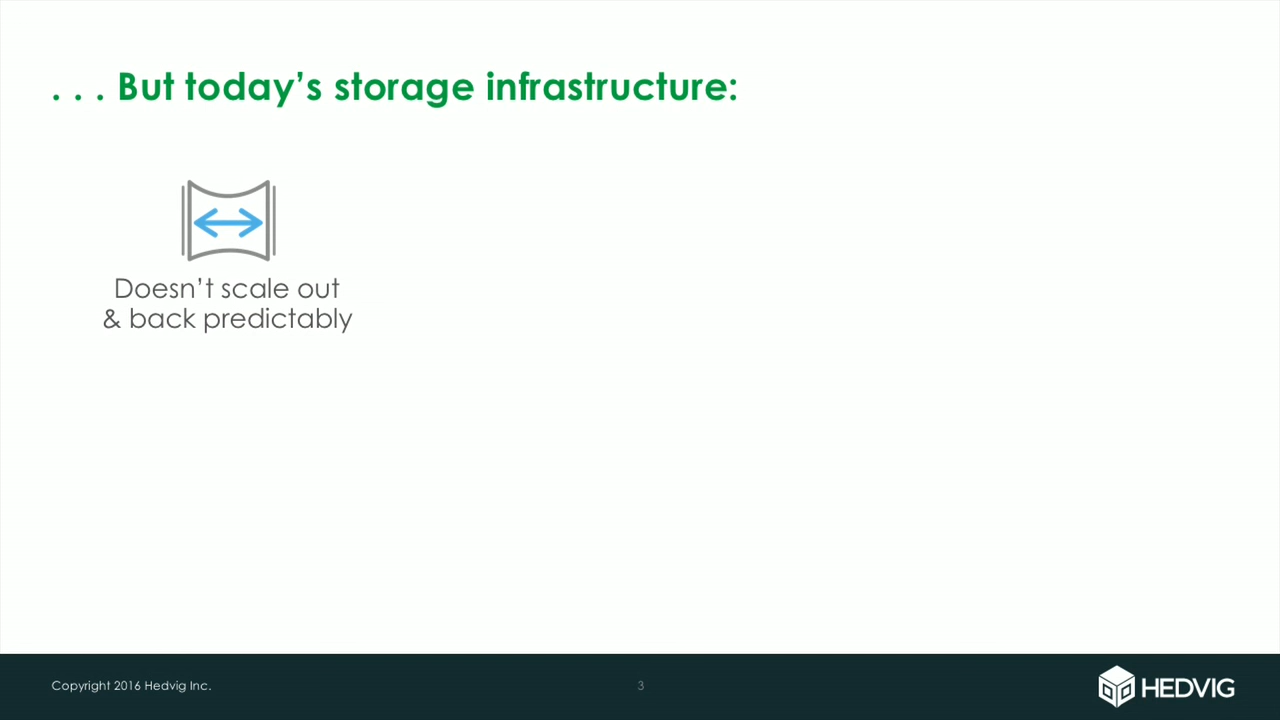 . . . But today’s storage infrastructure:
Doesn’t scale out
& back predictably
Copyright 2016 Hedvig Inc.
3
HEDVIG